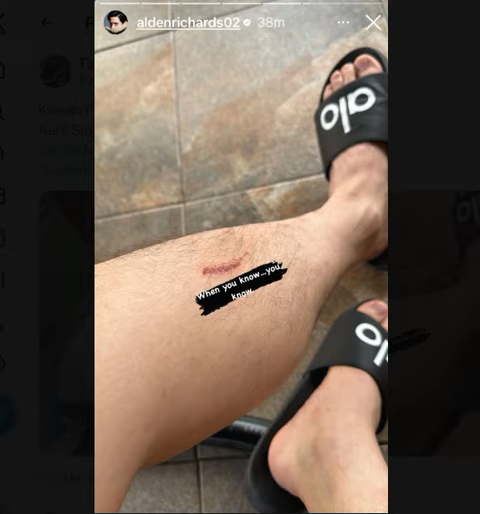 aldenrichards02 38m
alo
When you know...you
know
alo